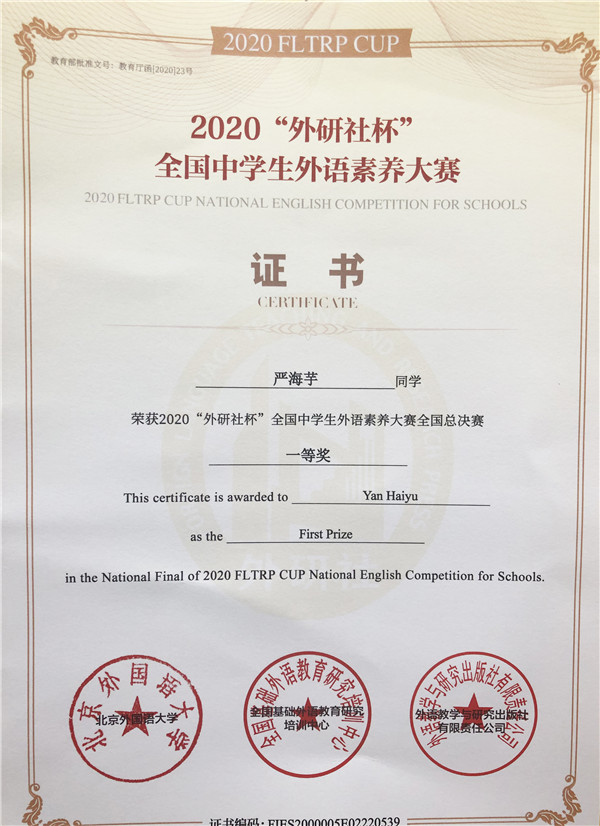 2020 FLTRP CUP
教育部批准文号：教育厅函[2020]23号
2020“外研社杯”
全国中学生外语素养大赛
2020 FLTRP CUP NATIONAL ENGLISH COMPETITION FOR SCHOOLS
证 书
CERTIFICATE
严海芋 同学
荣获2020“外研社杯”全国中学生外语素养大赛全国总决赛
一等奖
This certificate is awarded to Yan Haiyu
as the First Prize
in the National Final of 2020 FLTRP CUP National English Competition for Schools.
北京外国语大学
北京外国语大学
全国基础外语教育研究培训中心
全国基础外语教育研究
培训中心
外语教学与研究出版社有限责任公司
外语教学与研究出版社
有限责任公司
证书编码：FIES2000005E02220539